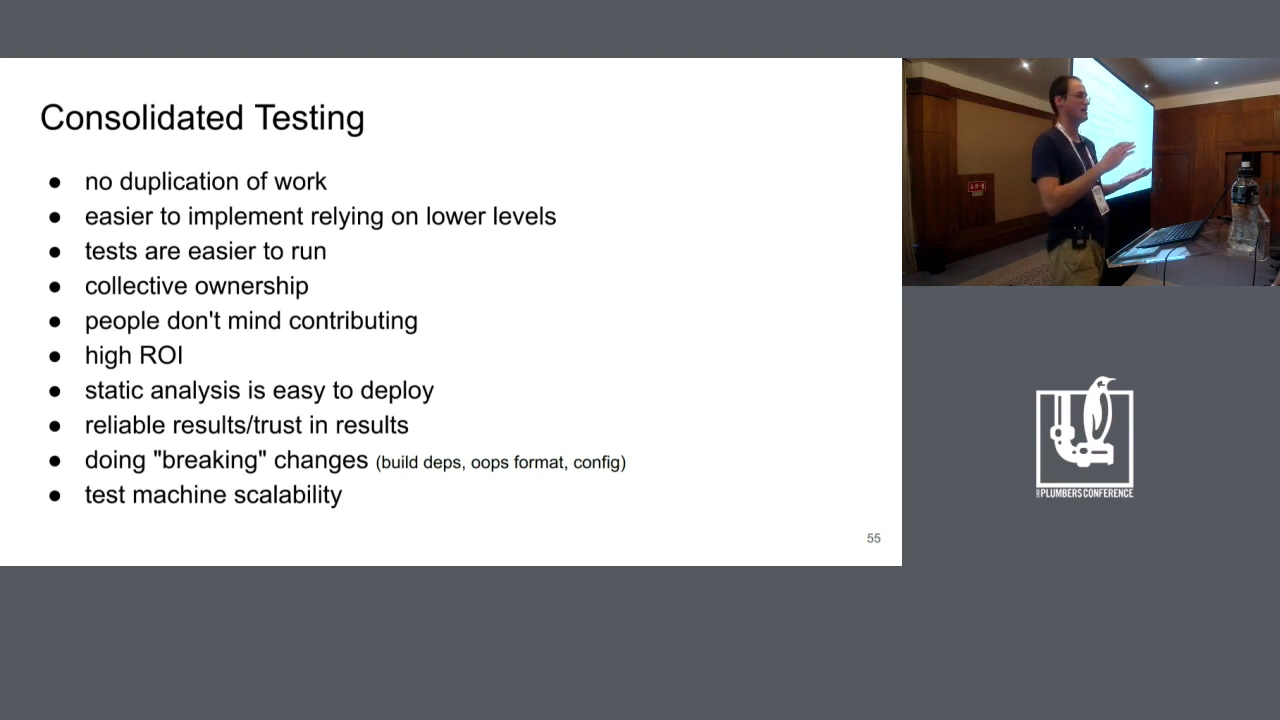 Consolidated Testing
● no duplication of work
● easier to implement relying on lower levels
● tests are easier to run
● collective ownership
● people don't mind contributing
● high ROI
● static analysis is easy to deploy
● reliable results/trust in results
● doing "breaking" changes (build deps, oops format, config)
● test machine scalability
55
PLUMBERS CONFERENCE